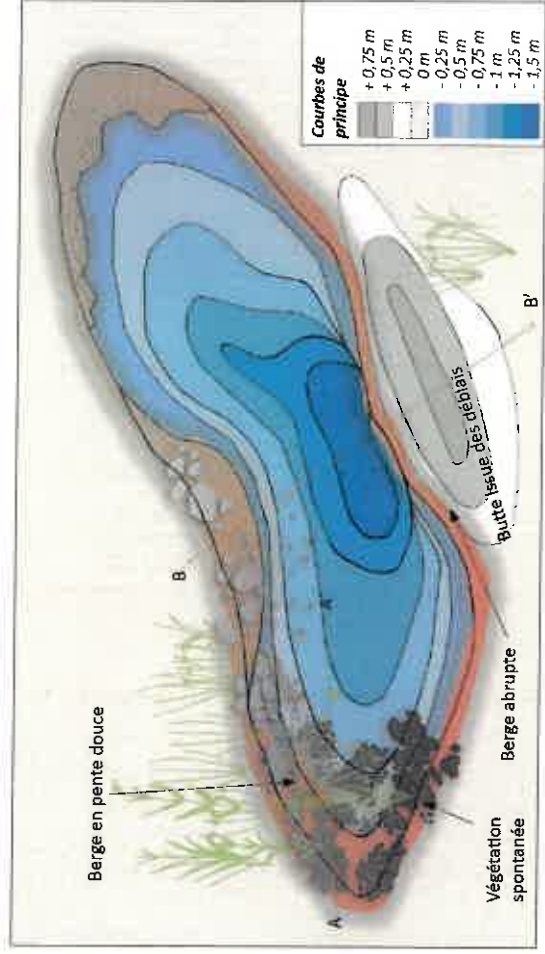 Courbes de
principe
+ 0,75 m
+ 0,5 m
+ 0,25 m
0 m
- 0,25 m
- 0,5 m
- 0,75 m
- 1 m
- 1,25 m
- 1,5 m
Berge en pente douce
B
A
Végétation
spontanée
Berge abrupte
Butte Issue des déblais
B'